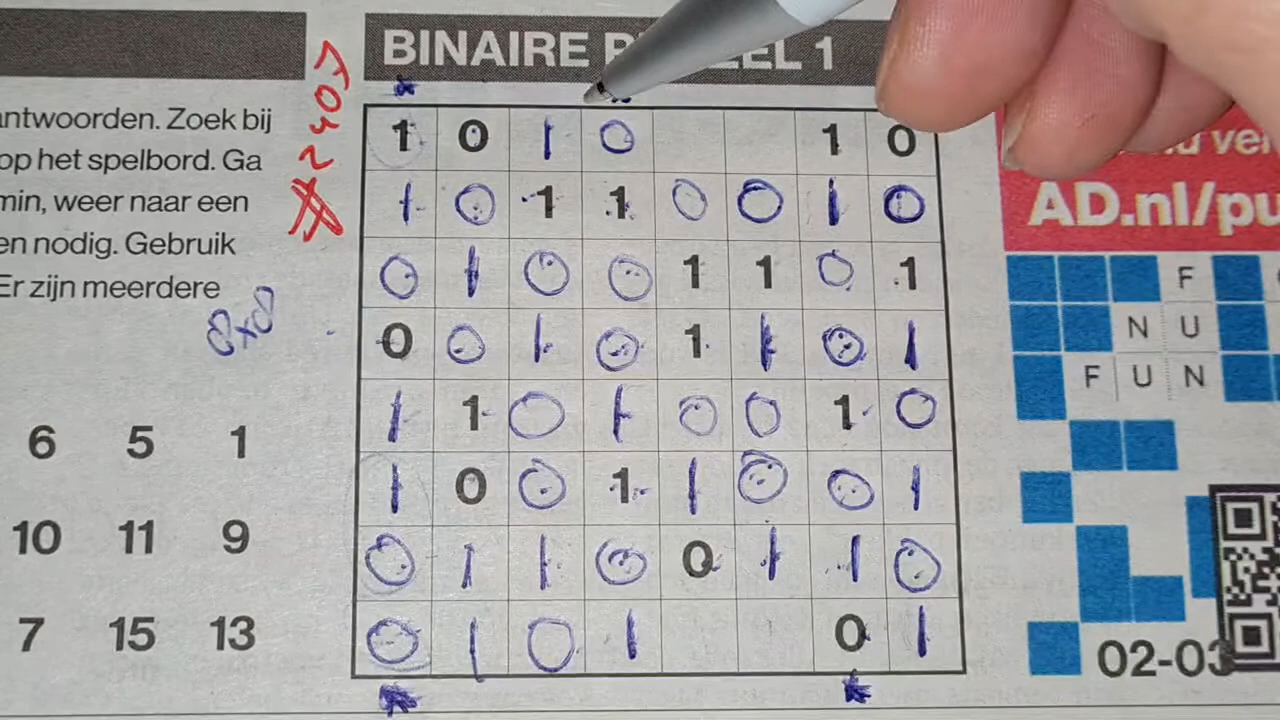 BINAIRE P ZEL 1
#2407
antwoorden. Zoek bij
op het spelbord. Ga
min, weer naar een
en nodig. Gebruik
Er zijn meerdere
8x8
6 5 1
10 11 9
7 15 13
1 0 1 0 1 0
1 0 1 1 0 0 1 0
0 1 0 0 1 1 0 1
0 0 1 0 1 1 0 1
1 1 0 1 0 0 1 0
1 0 0 1 1 0 0 1
0 1 1 0 0 1 1 0
0 1 0 1 0 1
AD.nl/pu
F
N U
F U N
02-03